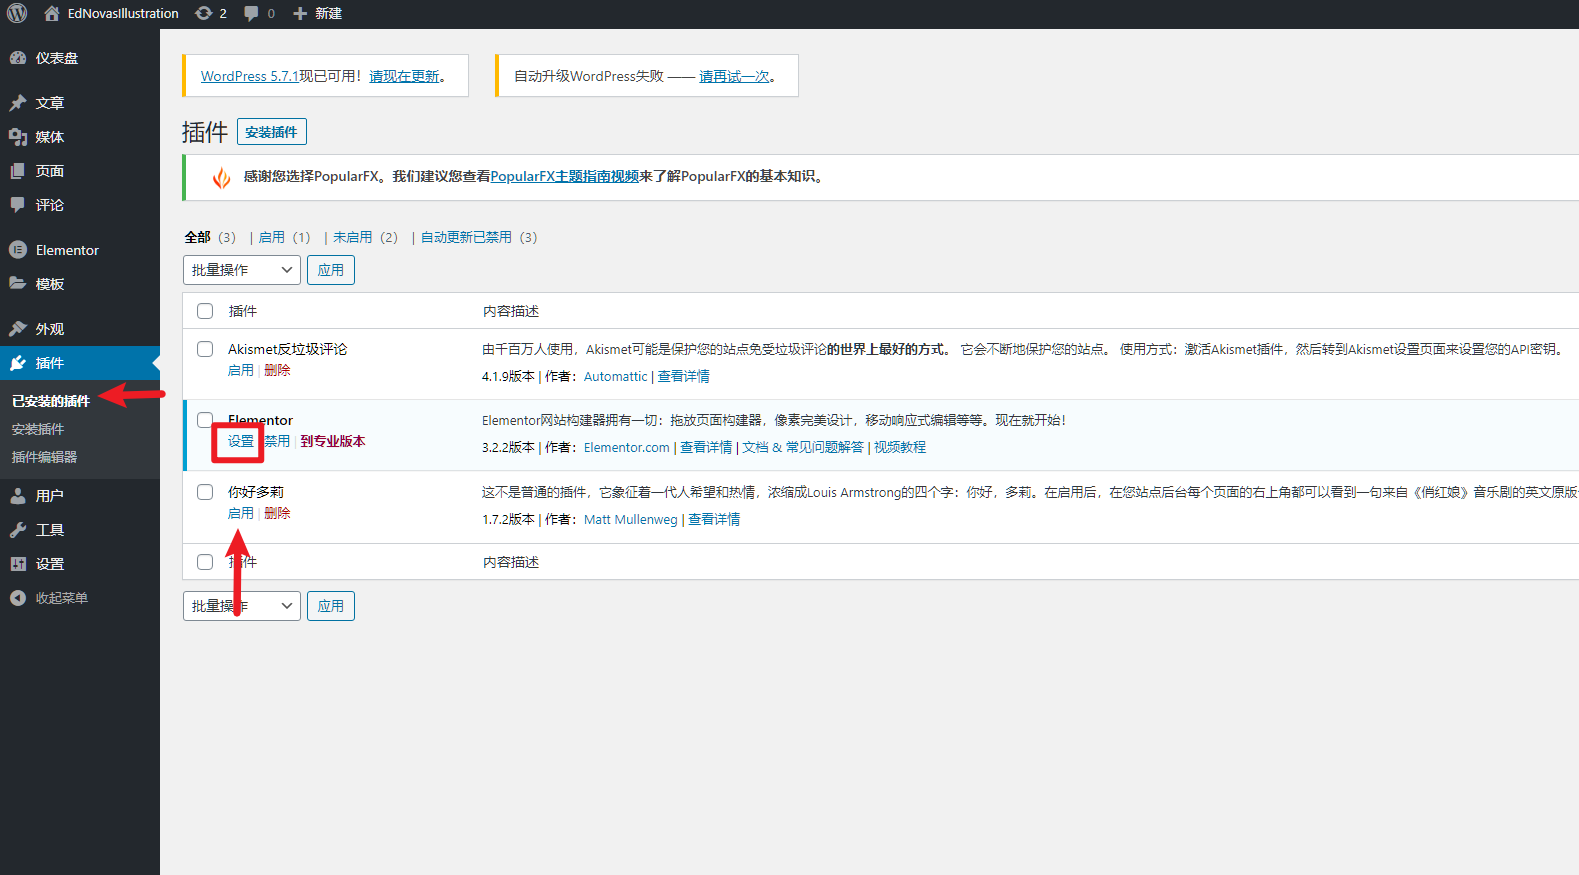 EdNovasIllustration 2 0 新建
仪表盘
文章
媒体
页面
评论
Elementor
模板
外观
插件
已安装的插件
安装插件
插件编辑器
用户
工具
设置
收起菜单
WordPress 5.7.1现已可用！请现在更新。
自动升级WordPress失败 —— 请再试一次。
插件 安装插件
感谢您选择PopularFX。我们建议您查看PopularFX主题指南视频来了解PopularFX的基本知识。
全部（3） | 启用（1） | 未启用（2） | 自动更新已禁用（3）
批量操作 应用
插件 内容描述
Akismet反垃圾评论
启用 | 删除
由千百万人使用，Akismet可能是保护您的站点免受垃圾评论的世界上最好的方式。 它会不断地保护您的站点。 使用方式：激活Akismet插件，然后转到Akismet设置页面来设置您的API密钥。
4.1.9版本 | 作者：Automattic | 查看详情
Elementor
设置 禁用 | 到专业版本
Elementor网站构建器拥有一切：拖放页面构建器，像素完美设计，移动响应式编辑等等。现在就开始！
3.2.2版本 | 作者：Elementor.com | 查看详情 | 文档 & 常见问题解答 | 视频教程
你好多莉
启用 | 删除
这不是普通的插件，它象征着一代人希望和热情，浓缩成Louis Armstrong的四个字：你好，多莉。在启用后，在您站点后台每个页面的右上角都可以看到一句来自《俏红娘》音乐剧的英文原版
1.7.2版本 | 作者：Matt Mullenweg | 查看详情
插件 内容描述
批量操作 应用